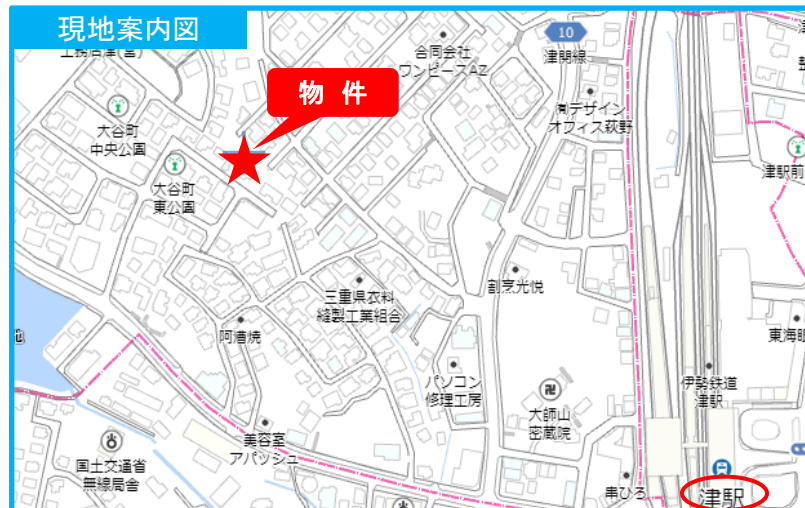 現地案内図
物 件
合同会社
ワンピースAZ
10
津関線
㈲デザイン
オフィス萩野
大谷町
中央公園
大谷町
東公園
津駅前
三重県衣料
縫製工業組合
割烹光悦
阿漕焼
東海眼
パソコン
修理工房
伊勢鉄道
津駅
大師山
密蔵院
美容室
アパッシュ
国土交通省
無線局舎
串ひろ
津駅